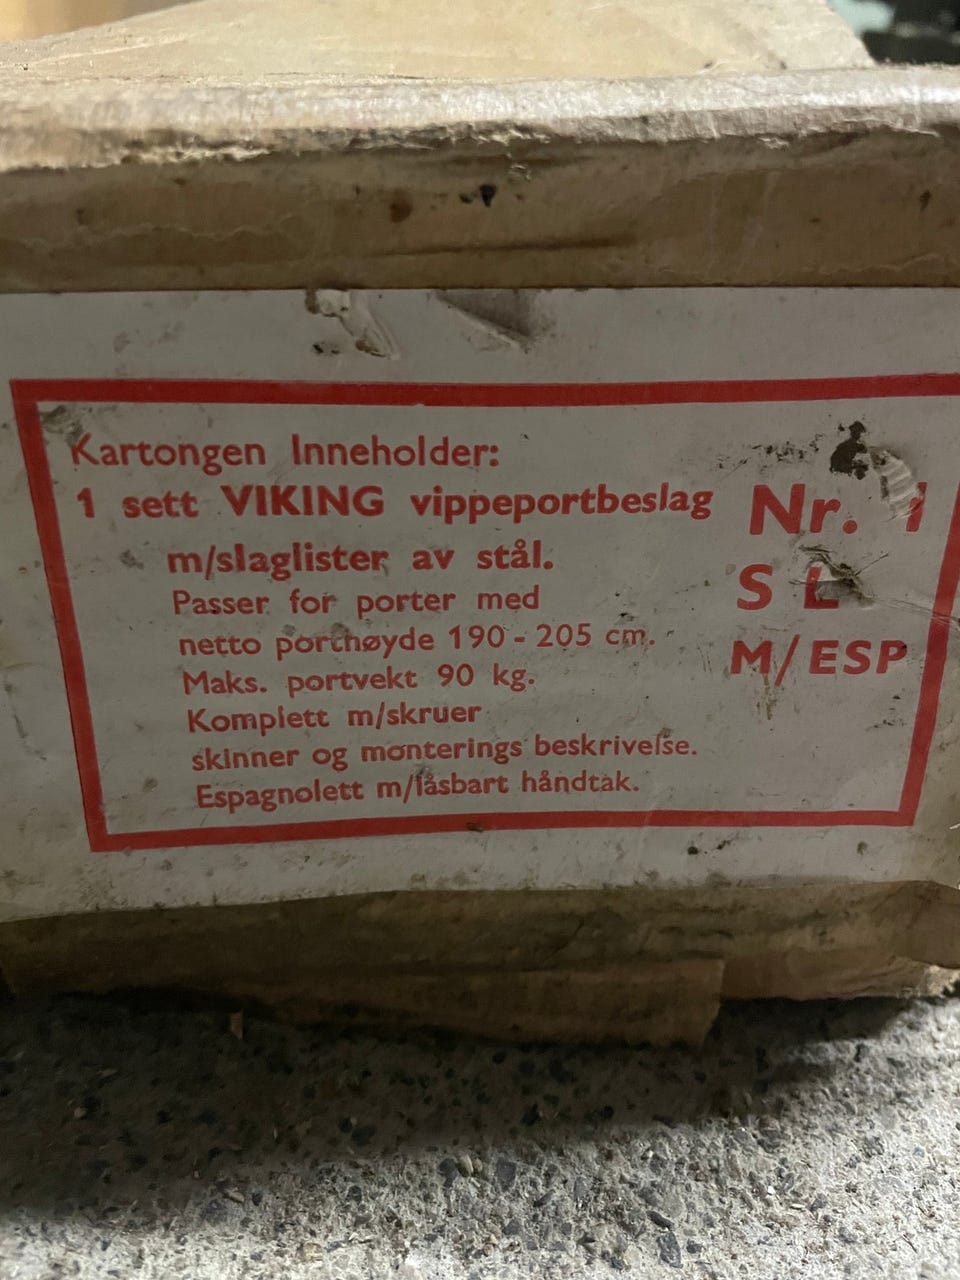 Kartongen Inneholder:
1 sett VIKING vippeportbeslag
m/slaglister av stål.
Passer for porter med
netto porthøyde 190 - 205 cm.
Maks. portvekt 90 kg.
Komplett m/skruer
skinner og monterings beskrivelse.
Espagnolett m/låsbart håndtak.
Nr. 1
S L
M/ESP